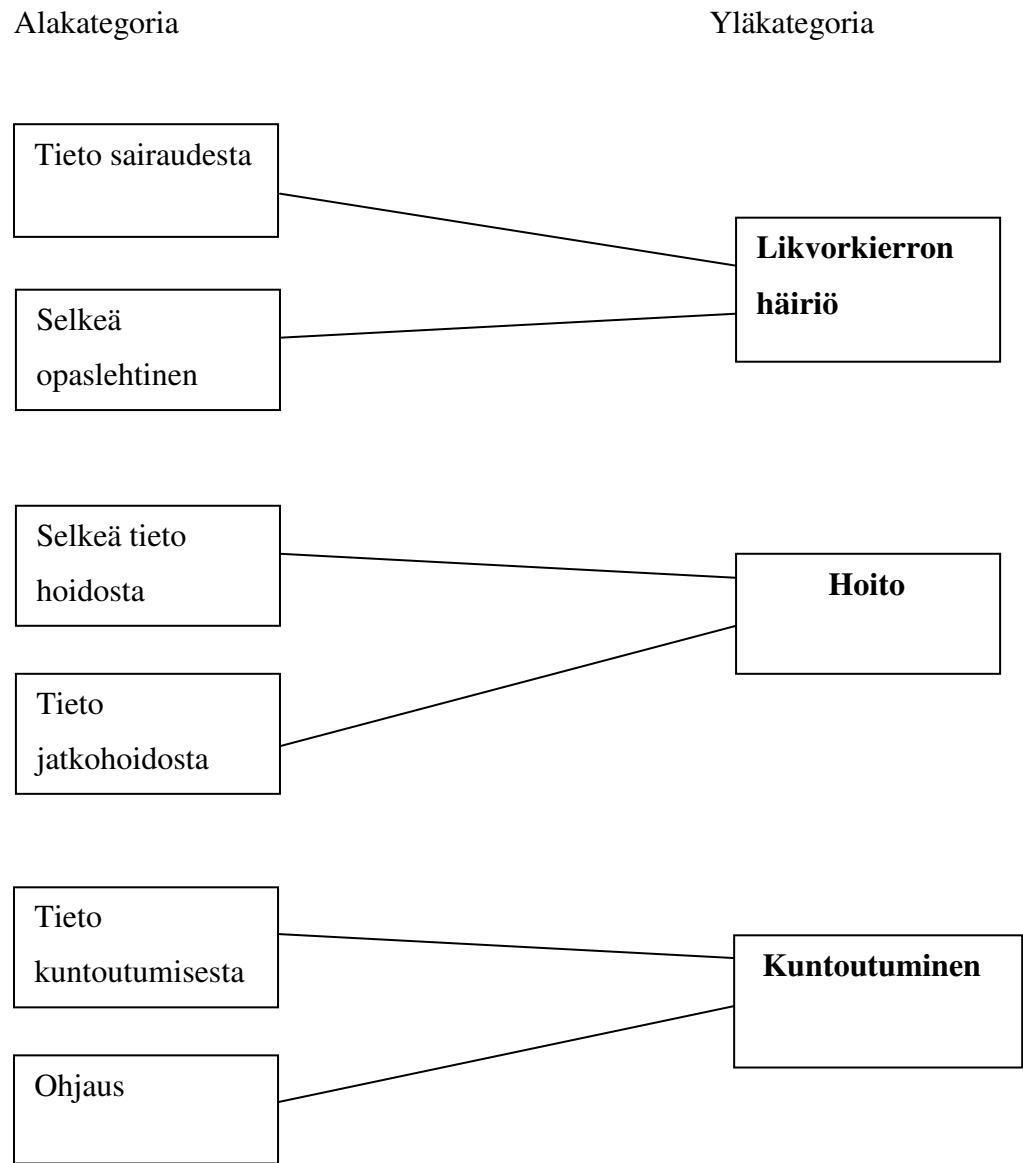 Alakategoria
Yläkategoria
Tieto sairaudesta
Likvorkierron
häiriö
Selkeä
opaslehtinen
Selkeä tieto
hoidosta
Hoito
Tieto
jatkohoidosta
Tieto
kuntoutumisesta
Kuntoutuminen
Ohjaus